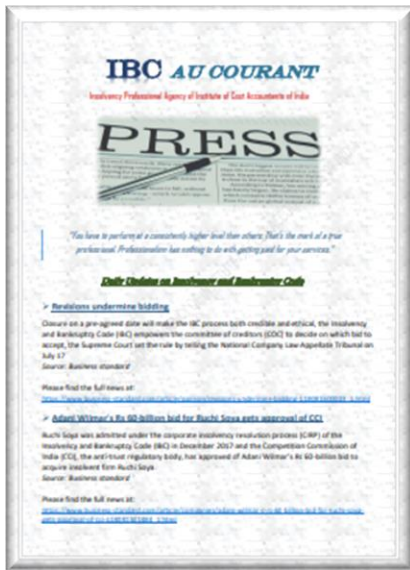 IBC AU COURANT
Insolvency Professional Agency of Institute of Cost Accountants of India
PRESS
"You have to perform at a consistently higher level than others. That's the mark of a true
professional. Professionalism has nothing to do with getting paid for your services."
Daily Updates on Insolvency and Bankruptcy Code
➢ Revisions undermine bidding
Closure on a pre-agreed date will make the IBC process both credible and ethical, the Insolvency
and Bankruptcy Code (IBC) empowers the committee of creditors (COC) to decide on which bid to
accept, the Supreme Court set the rule by telling the National Company Law Appellate Tribunal on
July 17
Source: Business standard
Please find the full news at:
➢ Adani Wilmar's Rs 60-billion bid for Ruchi Soya gets approval of CCI
Ruchi Soya was admitted under the corporate insolvency resolution process (CIRP) of the
Insolvency and Bankruptcy Code (IBC) in December 2017 and the Competition Commission of
India (CCI), the anti-trust regulatory body, has approved of Adani Wilmar's Rs 60-billion bid to
acquire insolvent firm Ruchi Soya.
Source: Business standard
Please find the full news at: